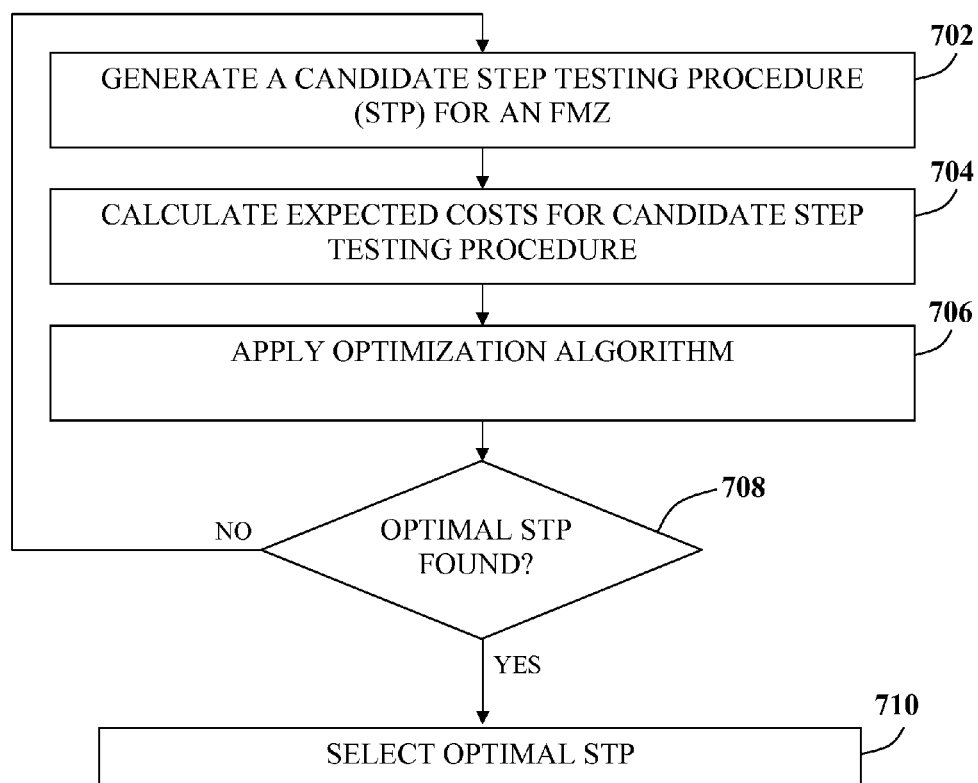 702
GENERATE A CANDIDATE STEP TESTING PROCEDURE
(STP) FOR AN FMZ
704
CALCULATE EXPECTED COSTS FOR CANDIDATE STEP
TESTING PROCEDURE
706
APPLY OPTIMIZATION ALGORITHM
708
OPTIMAL STP
FOUND?
NO
YES
710
SELECT OPTIMAL STP